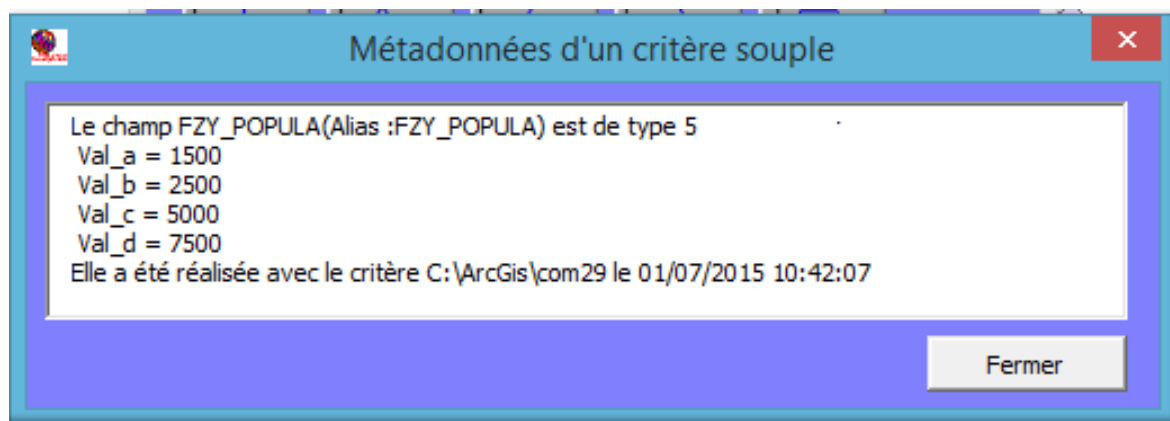 Métadonnées d'un critère souple
Le champ FZY_POPULA(Alias :FZY_POPULA) est de type 5
Val_a = 1500
Val_b = 2500
Val_c = 5000
Val_d = 7500
Elle a été réalisée avec le critère C:\ArcGis\com29 le 01/07/2015 10:42:07
Fermer